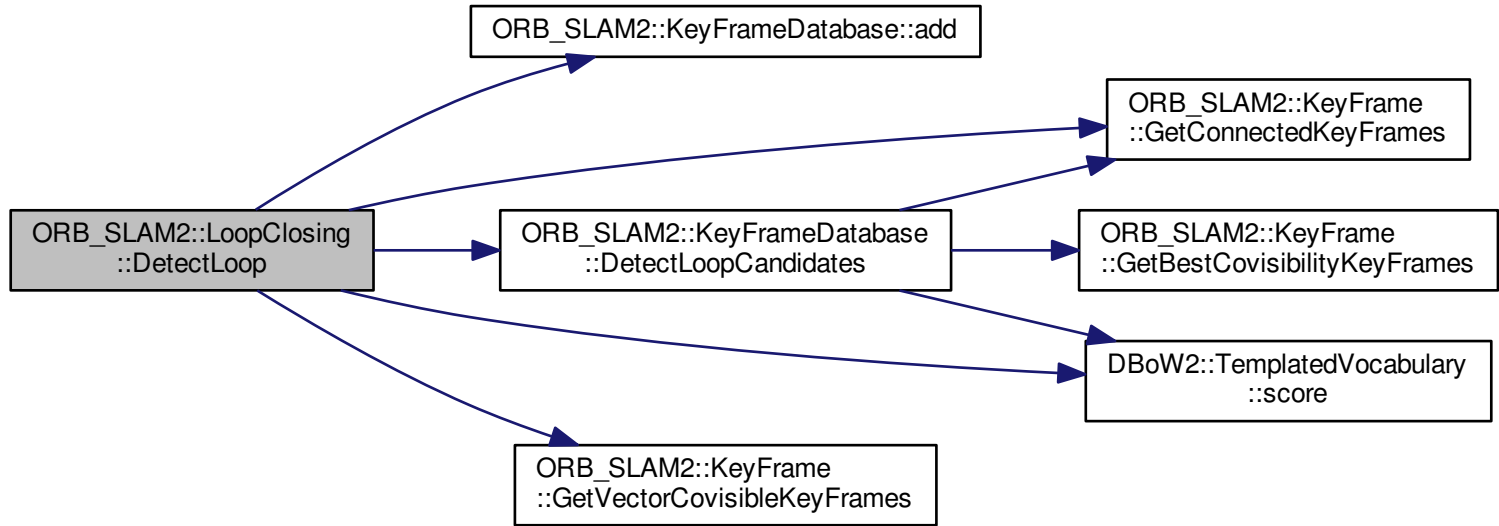 ORB_SLAM2::KeyFrameDatabase::add
ORB_SLAM2::KeyFrame
::GetConnectedKeyFrames
ORB_SLAM2::LoopClosing
::DetectLoop
ORB_SLAM2::KeyFrameDatabase
::DetectLoopCandidates
ORB_SLAM2::KeyFrame
::GetBestCovisibilityKeyFrames
DBoW2::TemplatedVocabulary
::score
ORB_SLAM2::KeyFrame
::GetVectorCovisibleKeyFrames